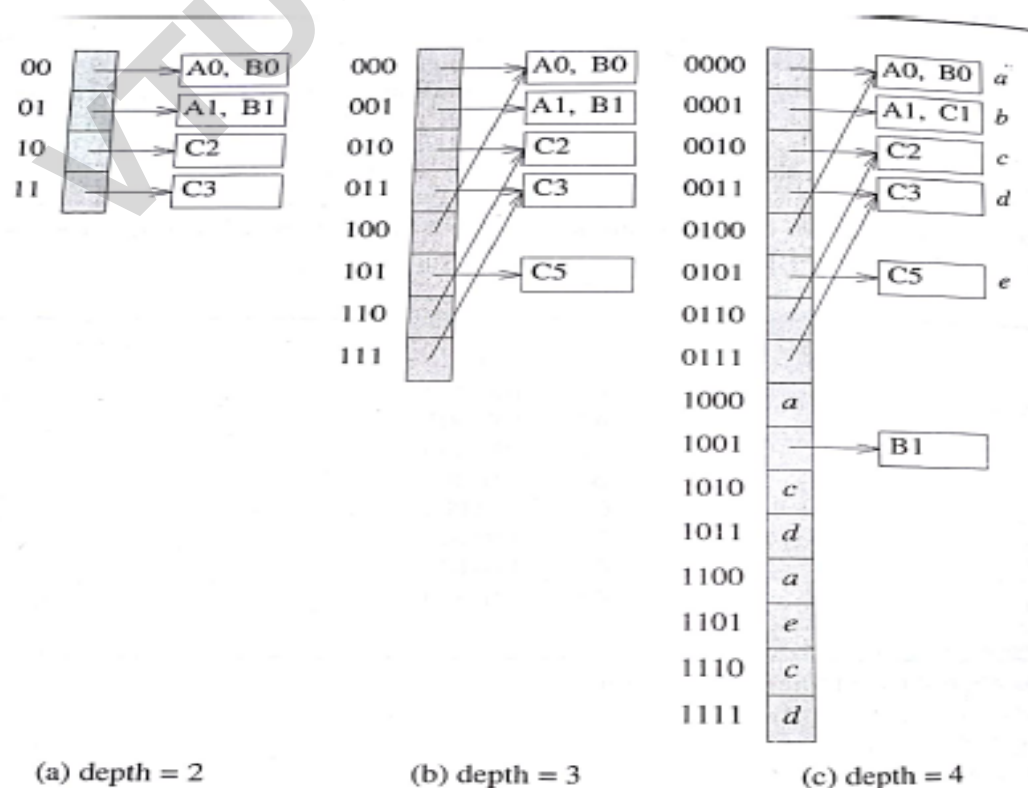 VTU
00 A0, B0
01 A1, B1
10 C2
11 C3
(a) depth = 2
000 A0, B0
001 A1, B1
010 C2
011 C3
100
101 C5
110
111
(b) depth = 3
0000 A0, B0 a
0001 A1, C1 b
0010 C2 c
0011 C3 d
0100
0101 C5 e
0110
0111
1000 a
1001 B1
1010 c
1011 d
1100 a
1101 e
1110 c
1111 d
(c) depth = 4